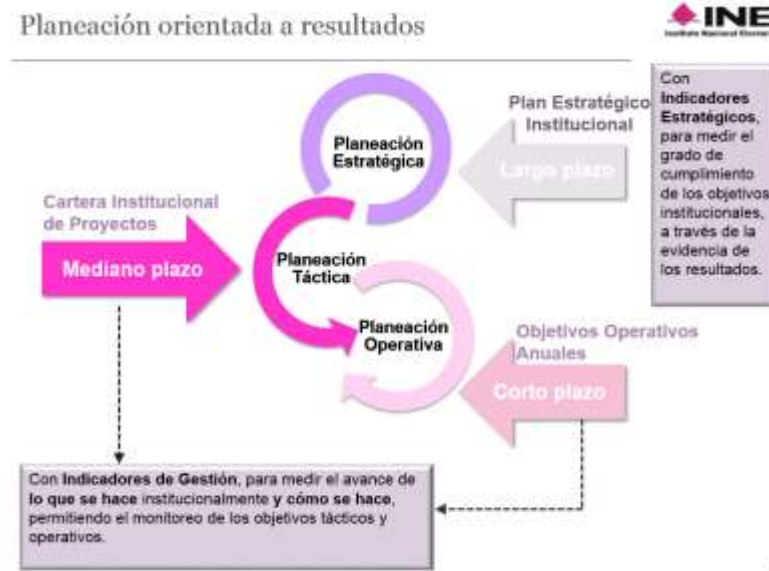 Planeación orientada a resultados
INE
Instituto Nacional Electoral
Planeación
Estratégica
Plan Estratégico
Institucional
Largo plazo
Con
Indicadores
Estratégicos,
para medir el
grado de
cumplimiento
de los objetivos
institucionales,
a través de la
evidencia de
los resultados.
Cartera Institucional
de Proyectos
Mediano plazo
Planeación
Táctica
Planeación
Operativa
Objetivos Operativos
Anuales
Corto plazo
Con Indicadores de Gestión, para medir el avance de
lo que se hace institucionalmente y cómo se hace,
permitiendo el monitoreo de los objetivos tácticos y
operativos.